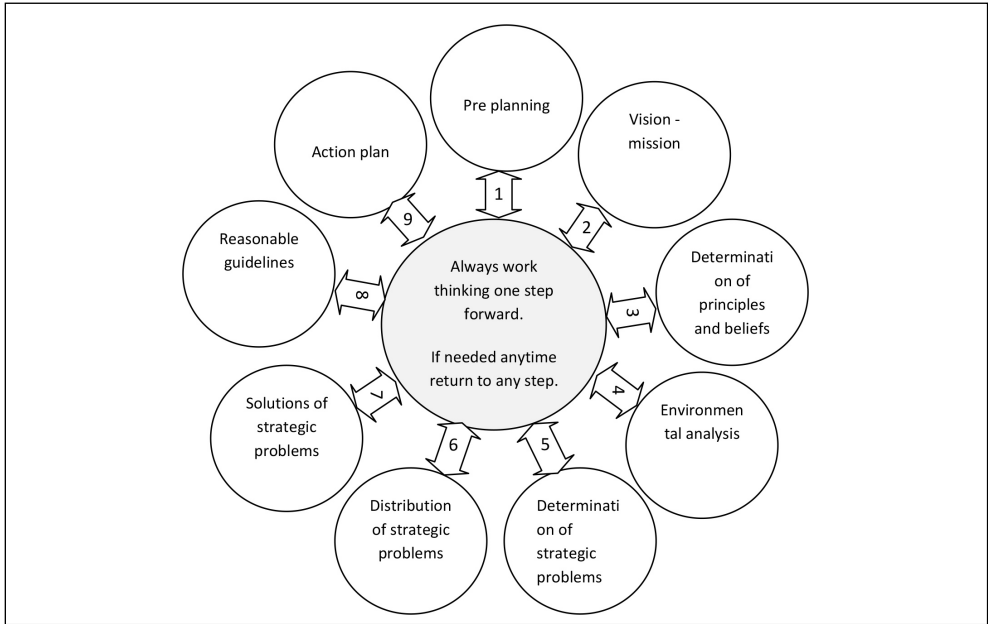 Pre planning
1
Vision -
mission
2
Determinati
on of
principles
and beliefs
3
Environmen
tal analysis
4
Determinati
on of
strategic
problems
5
Distribution
of strategic
problems
6
Solutions of
strategic
problems
7
Reasonable
guidelines
8
Action plan
9
Always work
thinking one step
forward.
If needed anytime
return to any step.